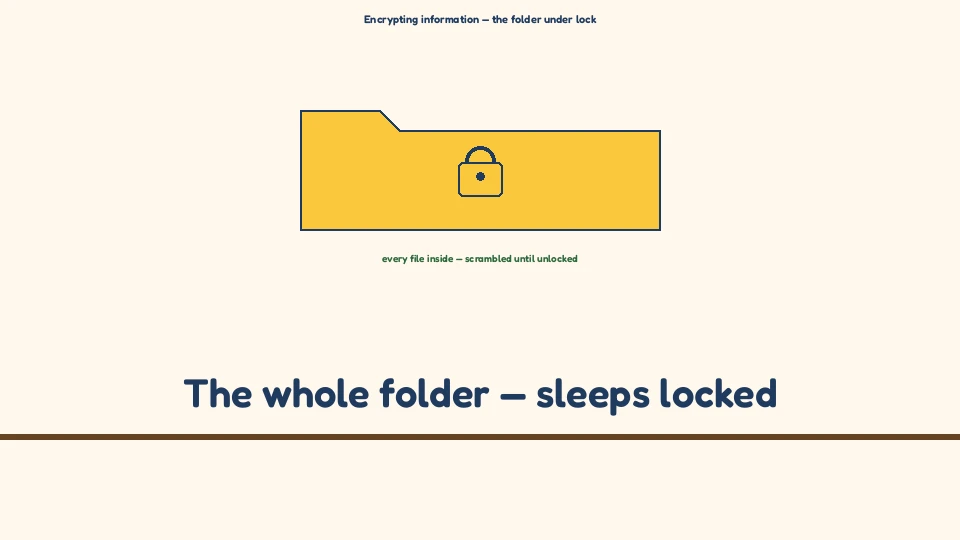 Encrypting information — the folder under lock
every file inside — scrambled until unlocked
The whole folder — sleeps locked